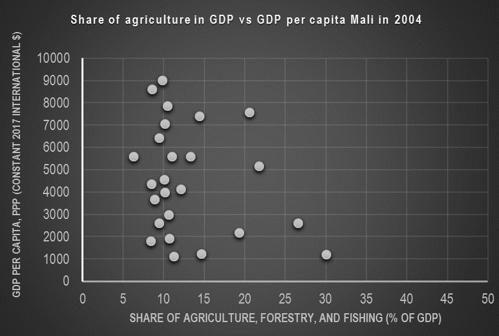 Share of agriculture in GDP vs GDP per capita Mali in 2004
GDP PER CAPITA, PPP (CONSTANT 2017 INTERNATIONAL $)
10000
9000
8000
7000
6000
5000
4000
3000
2000
1000
0
0 5 10 15 20 25 30 35 40 45 50
SHARE OF AGRICULTURE, FORESTRY, AND FISHING (% OF GDP)